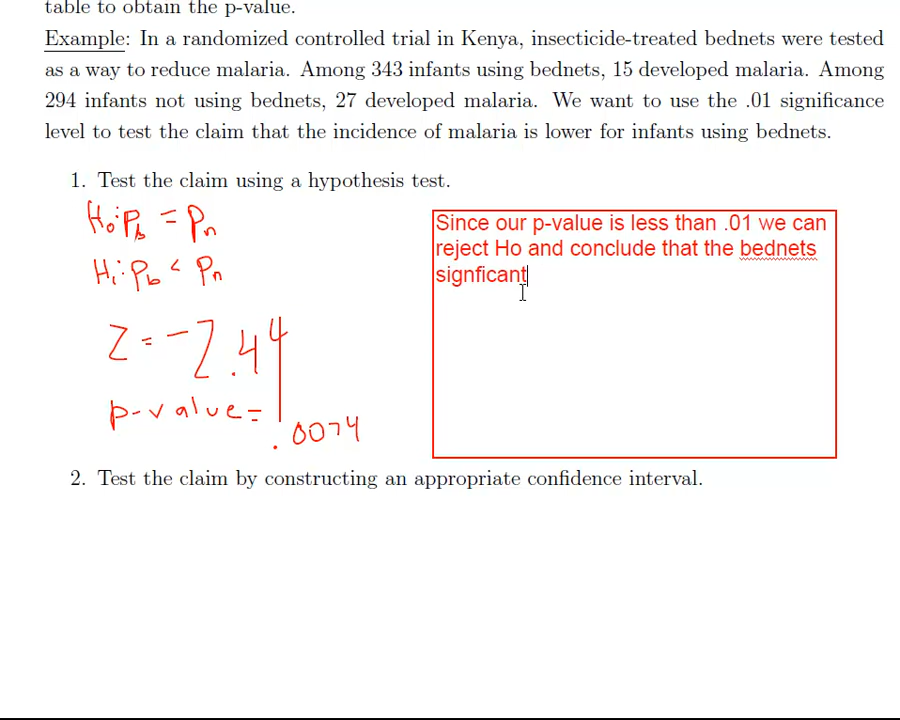 table to obtain the p-value.
Example: In a randomized controlled trial in Kenya, insecticide-treated bednets were tested
as a way to reduce malaria. Among 343 infants using bednets, 15 developed malaria. Among
294 infants not using bednets, 27 developed malaria. We want to use the .01 significance
level to test the claim that the incidence of malaria is lower for infants using bednets.
1. Test the claim using a hypothesis test.
H₀: P_b = P_n
H₁: P_b < P_n
Z = -2.44
p-value =
.0074
Since our p-value is less than .01 we can
reject Ho and conclude that the bednets
signficant
2. Test the claim by constructing an appropriate confidence interval.